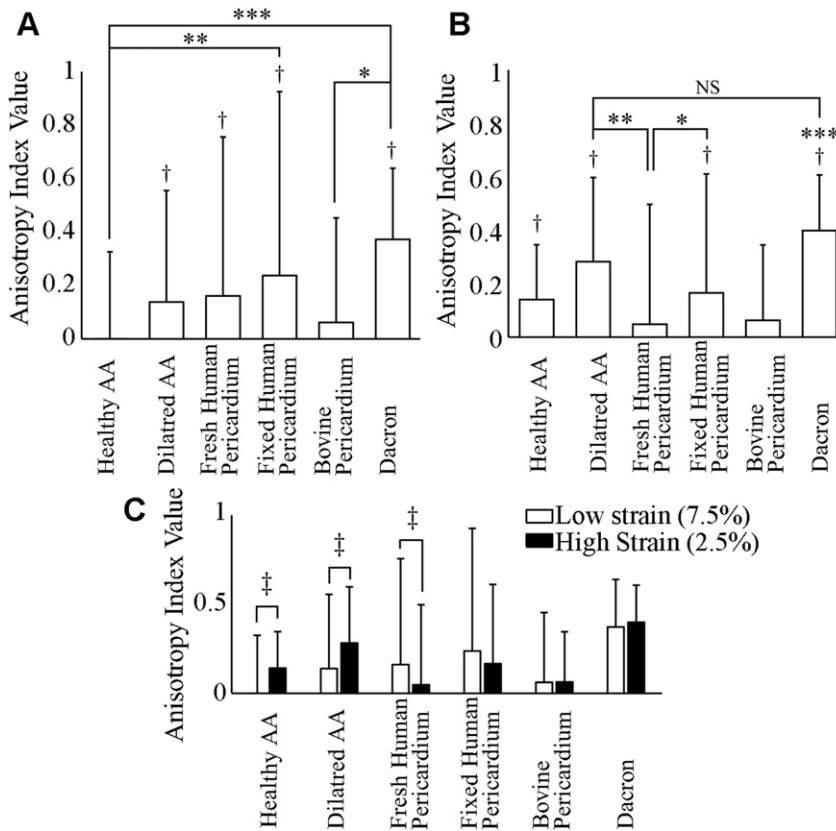 A
***
**
†
†
†
*
†
Anisotropy Index Value
1
0.8
0.6
0.4
0.2
0
Healthy AA
Dilatred AA
Fresh Human
Pericardium
Fixed Human
Pericardium
Bovine
Pericardium
Dacron
B
NS
**
*
***
†
†
†
†
Anisotropy Index Value
1
0.8
0.6
0.4
0.2
0
Healthy AA
Dilatred AA
Fresh Human
Pericardium
Fixed Human
Pericardium
Bovine
Pericardium
Dacron
C
Low strain (7.5%)
High Strain (2.5%)
‡
‡
‡
Anisotropy Index Value
1
0.5
0
Healthy AA
Dilatred AA
Fresh Human
Pericardium
Fixed Human
Pericardium
Bovine
Pericardium
Dacron